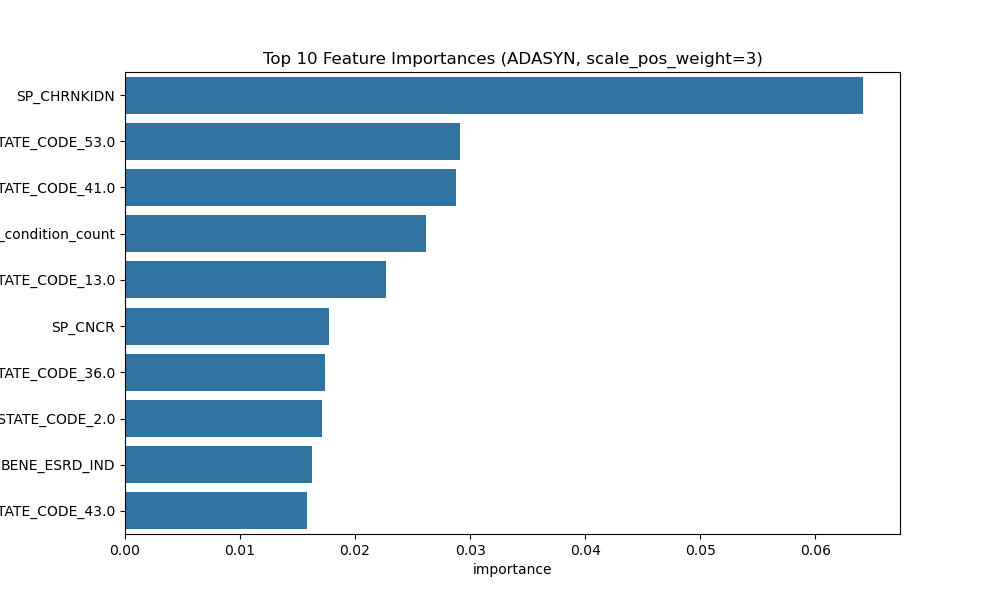 Top 10 Feature Importances (ADASYN, scale_pos_weight=3)
SP_CHRNKIDN
TATE_CODE_53.0
TATE_CODE_41.0
_condition_count
TATE_CODE_13.0
SP_CNCR
TATE_CODE_36.0
STATE_CODE_2.0
BENE_ESRD_IND
TATE_CODE_43.0
0.00 0.01 0.02 0.03 0.04 0.05 0.06
importance